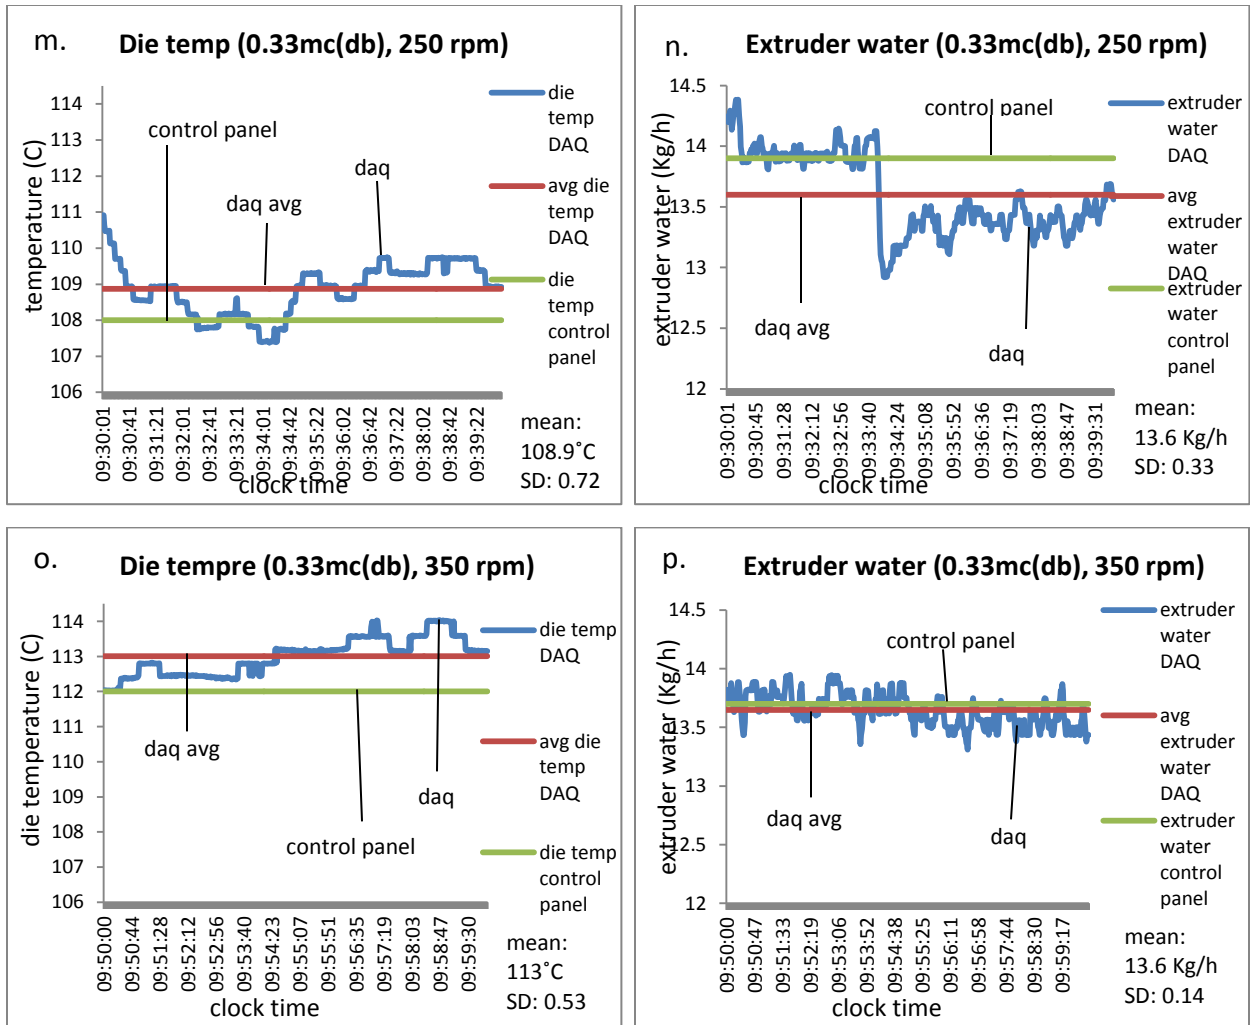 m.
Die temp (0.33mc(db), 250 rpm)
temperature (C)
114
113
112
111
110
109
108
107
106
control panel
daq avg
daq
die
temp
DAQ
avg die
temp
DAQ
die
temp
control
panel
09:30:01
09:30:41
09:31:21
09:32:01
09:32:41
09:33:21
09:34:01
09:34:42
09:35:22
09:36:02
09:36:42
09:37:22
09:38:02
09:38:42
09:39:22
clock time
mean:
108.9˚C
SD: 0.72
n.
Extruder water (0.33mc(db), 250 rpm)
extruder water (Kg/h)
14.5
14
13.5
13
12.5
12
control panel
daq avg
daq
extruder
water
DAQ
avg
extruder
water
DAQ
extruder
water
control
panel
09:30:01
09:30:45
09:31:28
09:32:12
09:32:56
09:33:40
09:34:24
09:35:08
09:35:52
09:36:36
09:37:19
09:38:03
09:38:47
09:39:31
clock time
mean:
13.6 Kg/h
SD: 0.33
o.
Die tempre (0.33mc(db), 350 rpm)
die temperature (C)
114
113
112
111
110
109
108
107
106
daq avg
control panel
daq
die temp
DAQ
avg die
temp
DAQ
die temp
control
panel
09:50:00
09:50:44
09:51:28
09:52:12
09:52:56
09:53:40
09:54:23
09:55:07
09:55:51
09:56:35
09:57:19
09:58:03
09:58:47
09:59:30
clock time
mean:
113˚C
SD: 0.53
p.
Extruder water (0.33mc(db), 350 rpm)
extruder water (Kg/h)
14.5
14
13.5
13
12.5
12
control panel
daq avg
daq
extruder
water
DAQ
avg
extruder
water
DAQ
extruder
water
control
panel
09:50:00
09:50:47
09:51:33
09:52:19
09:53:06
09:53:52
09:54:38
09:55:25
09:56:11
09:56:58
09:57:44
09:58:30
09:59:17
clock time
mean:
13.6 Kg/h
SD: 0.14